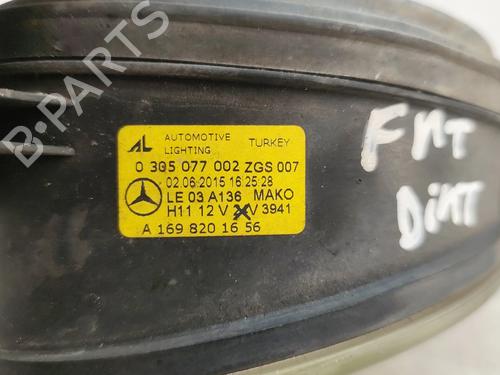 B-PARTS
AL AUTOMOTIVE LIGHTING TURKEY
0 305 077 002 ZGS 007
02.06.2015 16:25:28
LE 03 A136 MAKO
H11 12 V V 3941
A 169 820 16 56
FNT
DiHT